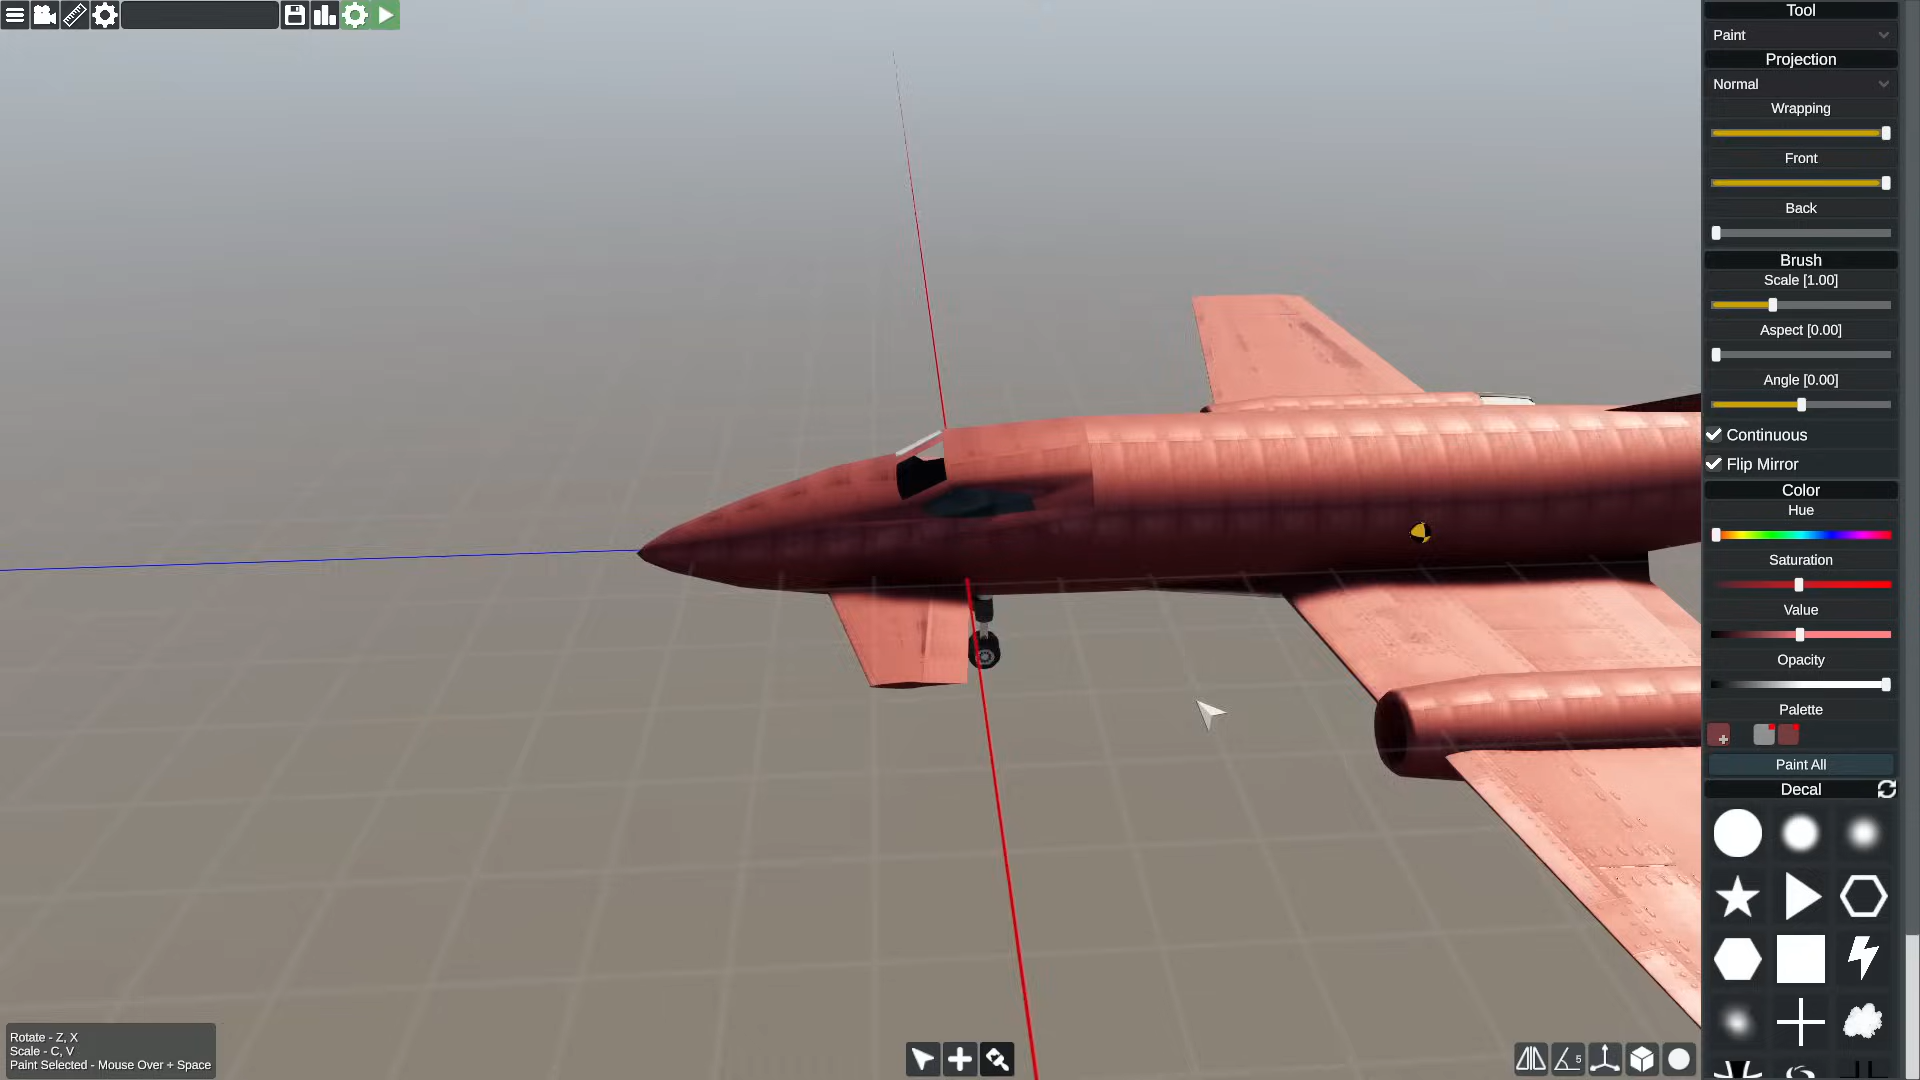 Tool
Paint
Projection
Normal
Wrapping
Front
Back
Brush
Scale [1.00]
Aspect [0.00]
Angle [0.00]
Continuous
Flip Mirror
Color
Hue
Saturation
Value
Opacity
Palette
Paint All
Decal
Rotate - Z, X
Scale - C, V
Paint Selected - Mouse Over + Space
5